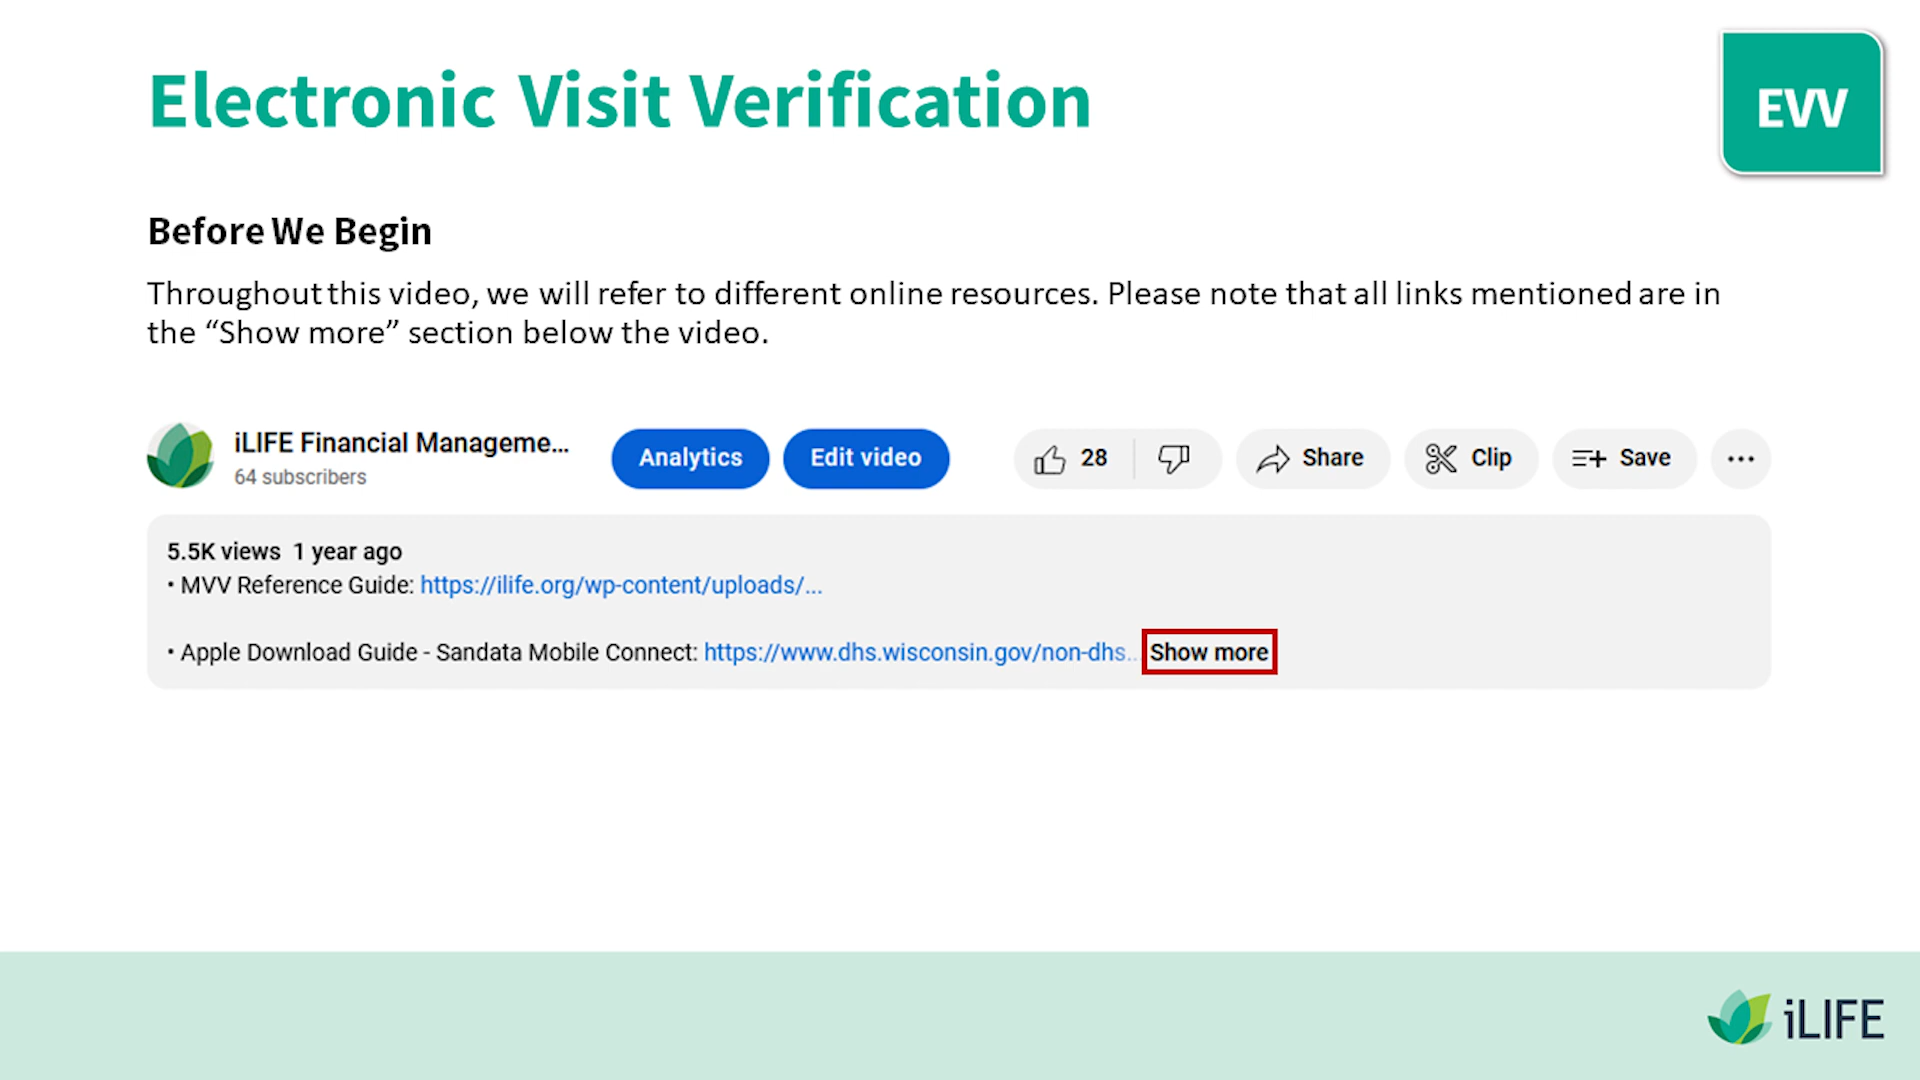 Electronic Visit Verification
EVV
Before We Begin
Throughout this video, we will refer to different online resources. Please note that all links mentioned are in
the “Show more” section below the video.
iLIFE Financial Manageme...
64 subscribers
Analytics
Edit video
28
Share
Clip
Save
5.5K views 1 year ago
• MVV Reference Guide: https://ilife.org/wp-content/uploads/...
• Apple Download Guide - Sandata Mobile Connect: https://www.dhs.wisconsin.gov/non-dhs.. Show more
iLIFE